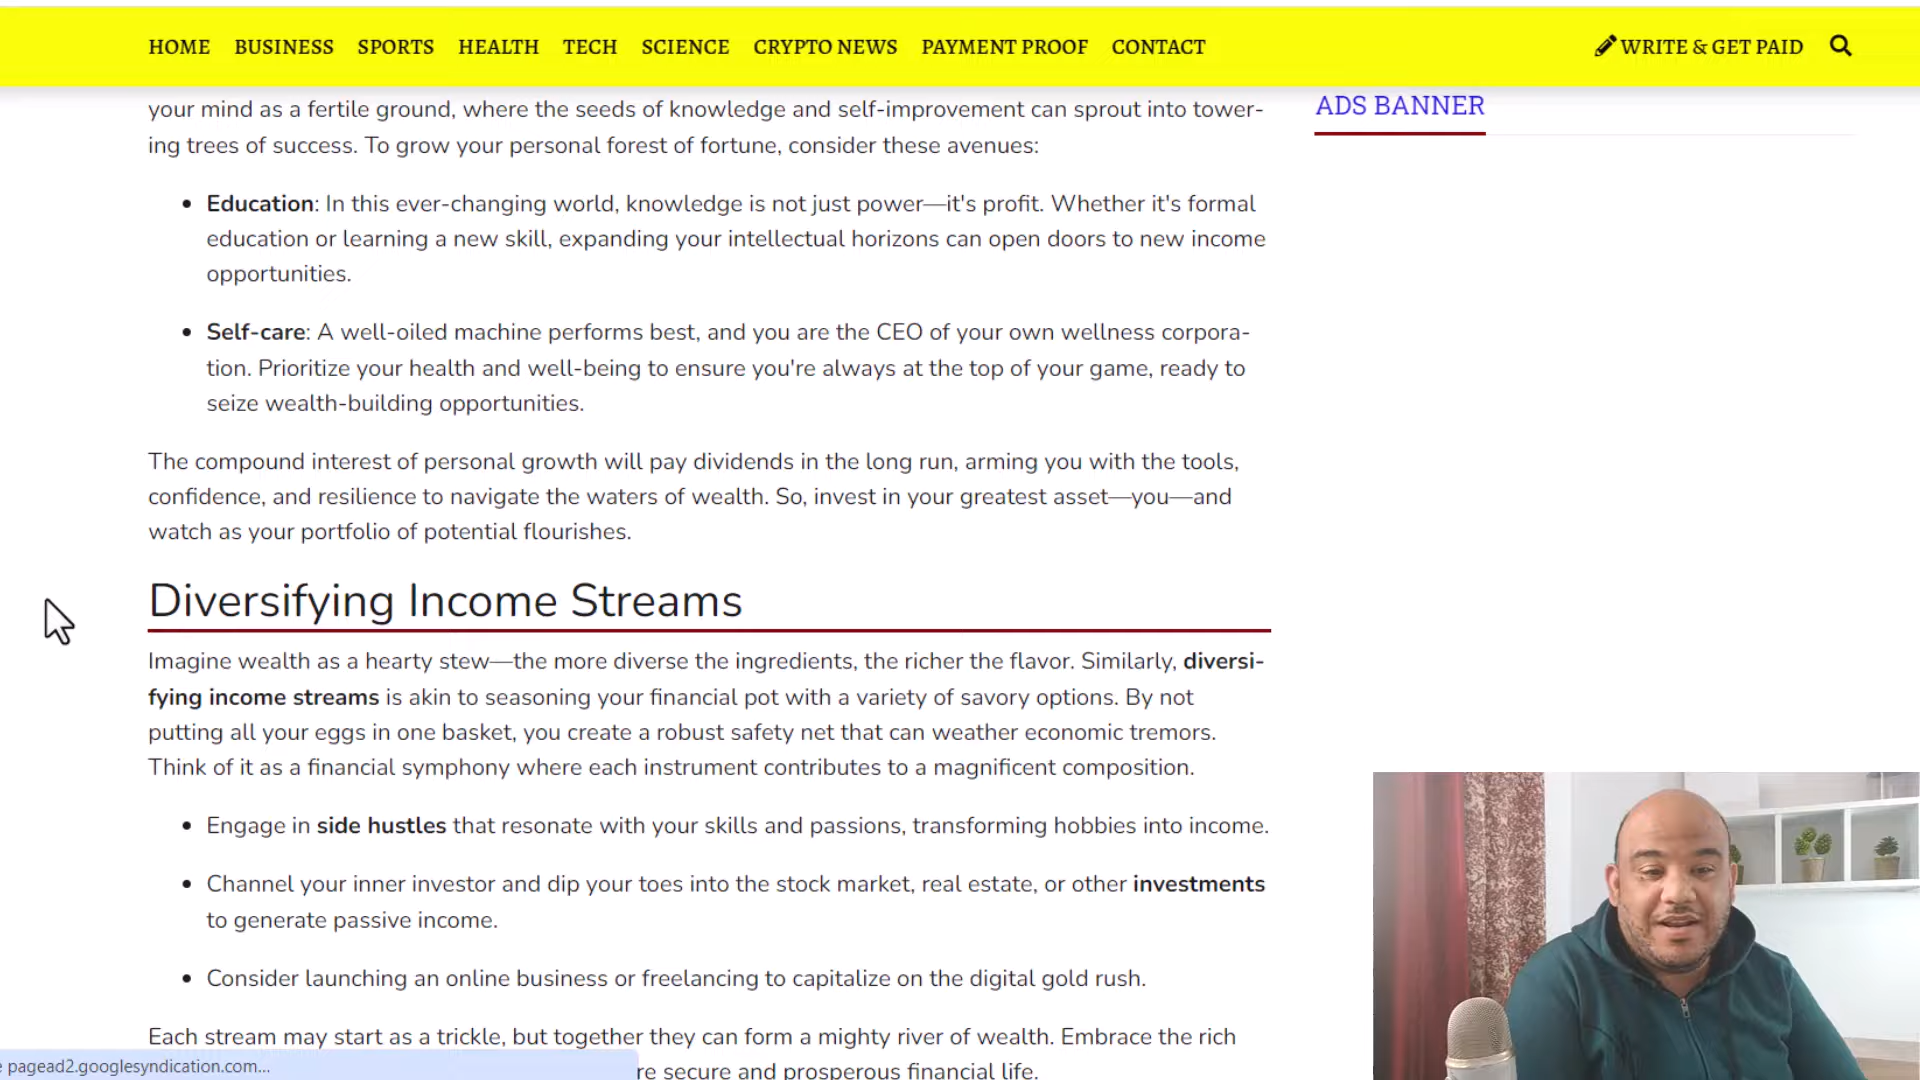 HOME BUSINESS SPORTS HEALTH TECH SCIENCE CRYPTO NEWS PAYMENT PROOF CONTACT WRITE & GET PAID
ADS BANNER
your mind as a fertile ground, where the seeds of knowledge and self-improvement can sprout into tower-
ing trees of success. To grow your personal forest of fortune, consider these avenues:
• Education: In this ever-changing world, knowledge is not just power—it's profit. Whether it's formal
education or learning a new skill, expanding your intellectual horizons can open doors to new income
opportunities.
• Self-care: A well-oiled machine performs best, and you are the CEO of your own wellness corpora-
tion. Prioritize your health and well-being to ensure you're always at the top of your game, ready to
seize wealth-building opportunities.
The compound interest of personal growth will pay dividends in the long run, arming you with the tools,
confidence, and resilience to navigate the waters of wealth. So, invest in your greatest asset—you—and
watch as your portfolio of potential flourishes.
Diversifying Income Streams
Imagine wealth as a hearty stew—the more diverse the ingredients, the richer the flavor. Similarly, diversi-
fying income streams is akin to seasoning your financial pot with a variety of savory options. By not
putting all your eggs in one basket, you create a robust safety net that can weather economic tremors.
Think of it as a financial symphony where each instrument contributes to a magnificent composition.
• Engage in side hustles that resonate with your skills and passions, transforming hobbies into income.
• Channel your inner investor and dip your toes into the stock market, real estate, or other investments
to generate passive income.
• Consider launching an online business or freelancing to capitalize on the digital gold rush.
Each stream may start as a trickle, but together they can form a mighty river of wealth. Embrace the rich
pagead2.googlesyndication.com...
re secure and prosperous financial life.